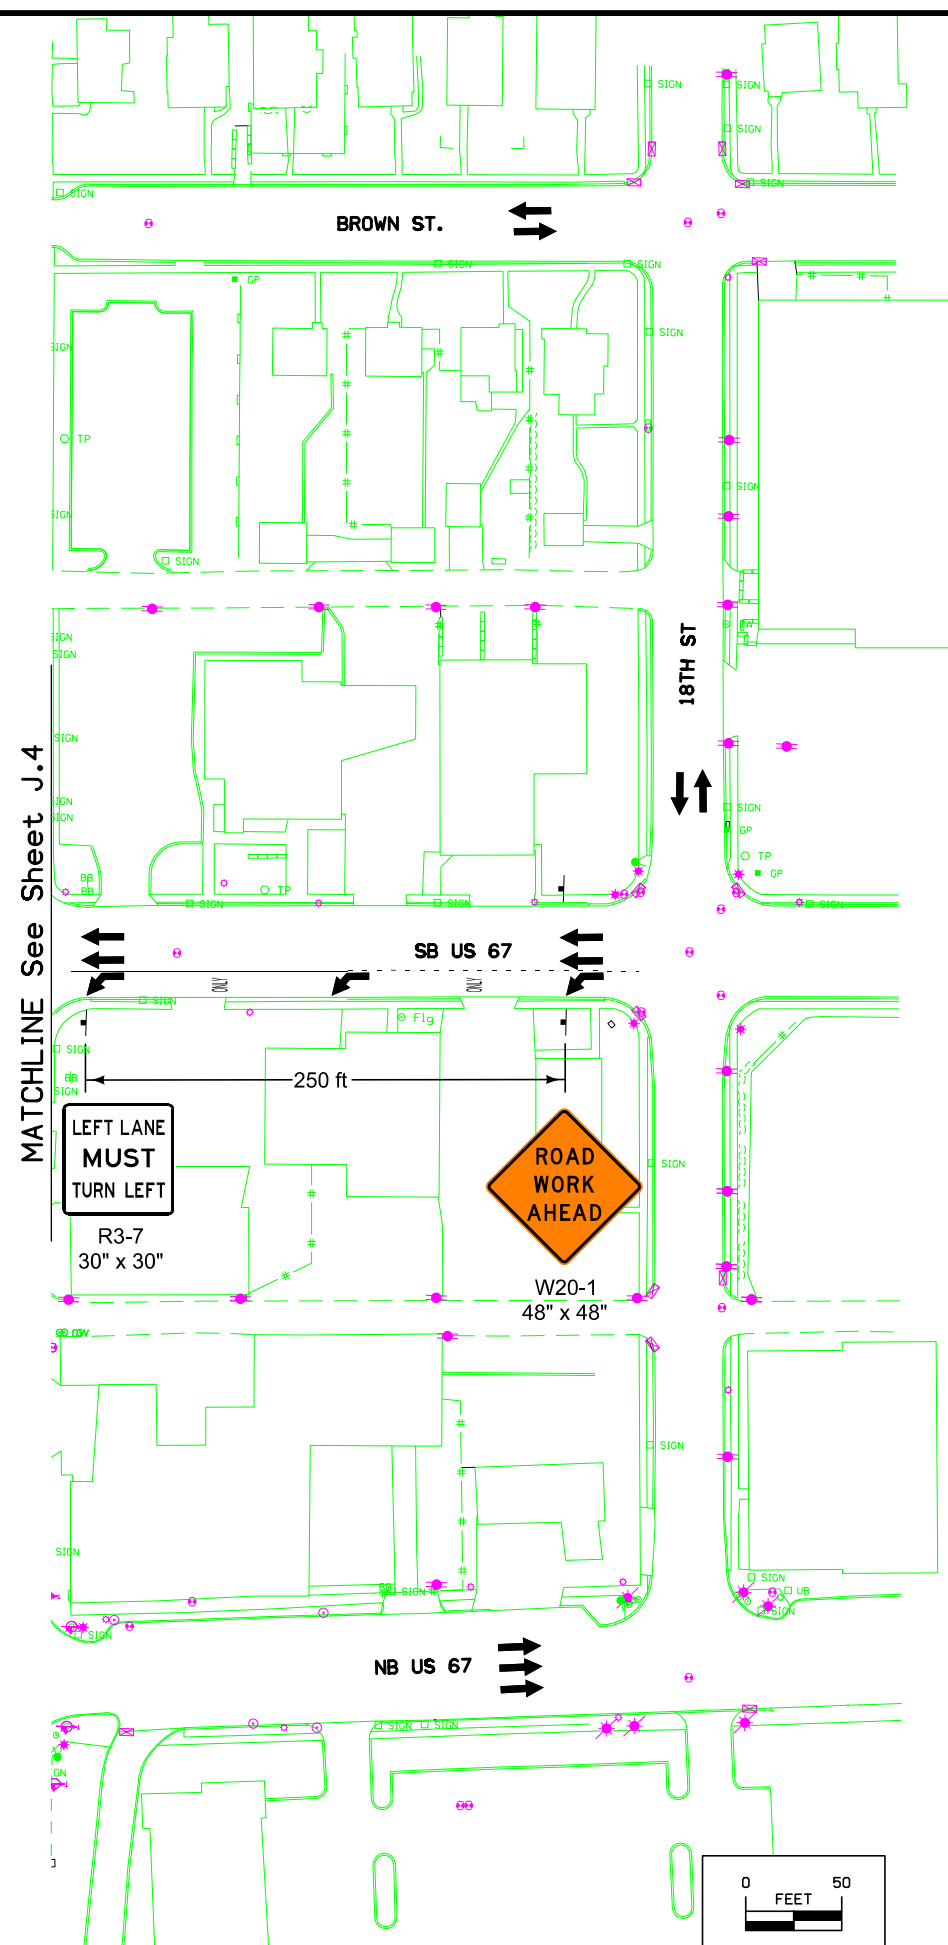 SIGN
SIGN
SIGN
SIGN
SIGN
BROWN ST.
SIGN
SIGN
GP
SIGN
SIGN
TP
SIGN
SIGN
SIGN
SIGN
18TH ST
SIGN
SIGN
SIGN
SIGN
SIGN
SIGN
GP
TP
GP
BB
BB
TP
SIGN
SIGN
SIGN
MATCHLINE See Sheet J.4
SB US 67
ONLY
ONLY
SIGN
Flg
SIGN
BB
SIGN
250 ft
LEFT LANE
MUST
TURN LEFT
R3-7
30" x 30"
SIGN
ROAD
WORK
AHEAD
W20-1
48" x 48"
SIGN
SIGN
SIGN
SIGN
UB
SIGN
SIGN
NB US 67
SIGN
SIGN
0 50
FEET